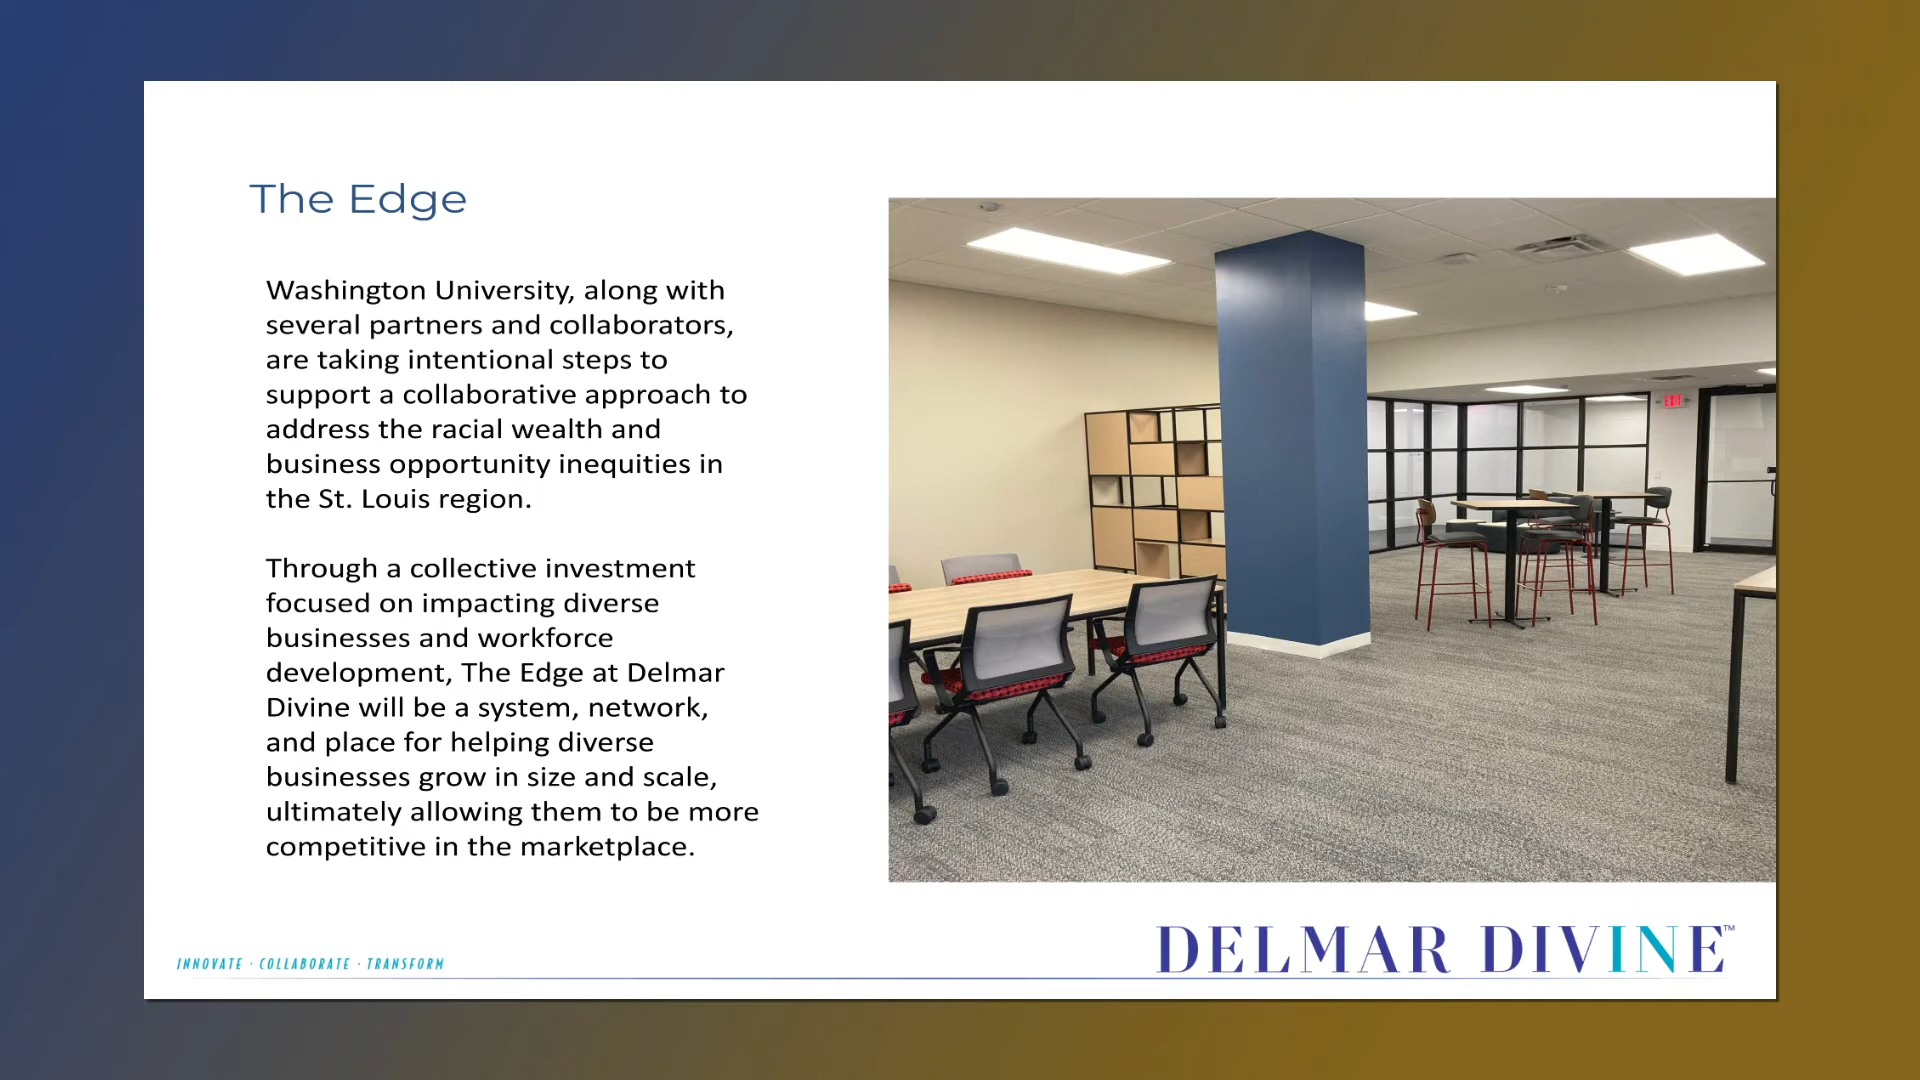 The Edge
Washington University, along with
several partners and collaborators,
are taking intentional steps to
support a collaborative approach to
address the racial wealth and
business opportunity inequities in
the St. Louis region.
Through a collective investment
focused on impacting diverse
businesses and workforce
development, The Edge at Delmar
Divine will be a system, network,
and place for helping diverse
businesses grow in size and scale,
ultimately allowing them to be more
competitive in the marketplace.
EXIT
INNOVATE · COLLABORATE · TRANSFORM
DELMAR DIVINE™